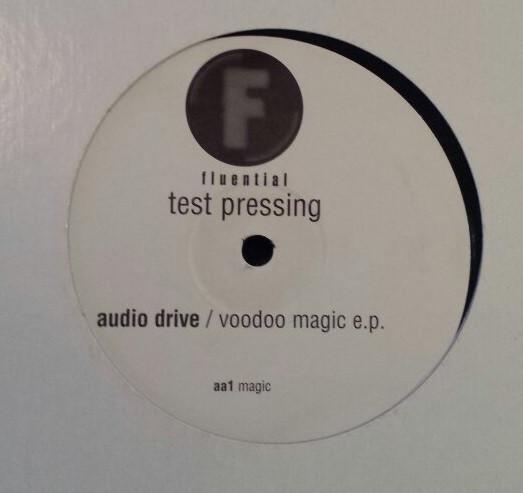 F
fluential
test pressing
audio drive / voodoo magic e.p.
aa1 magic